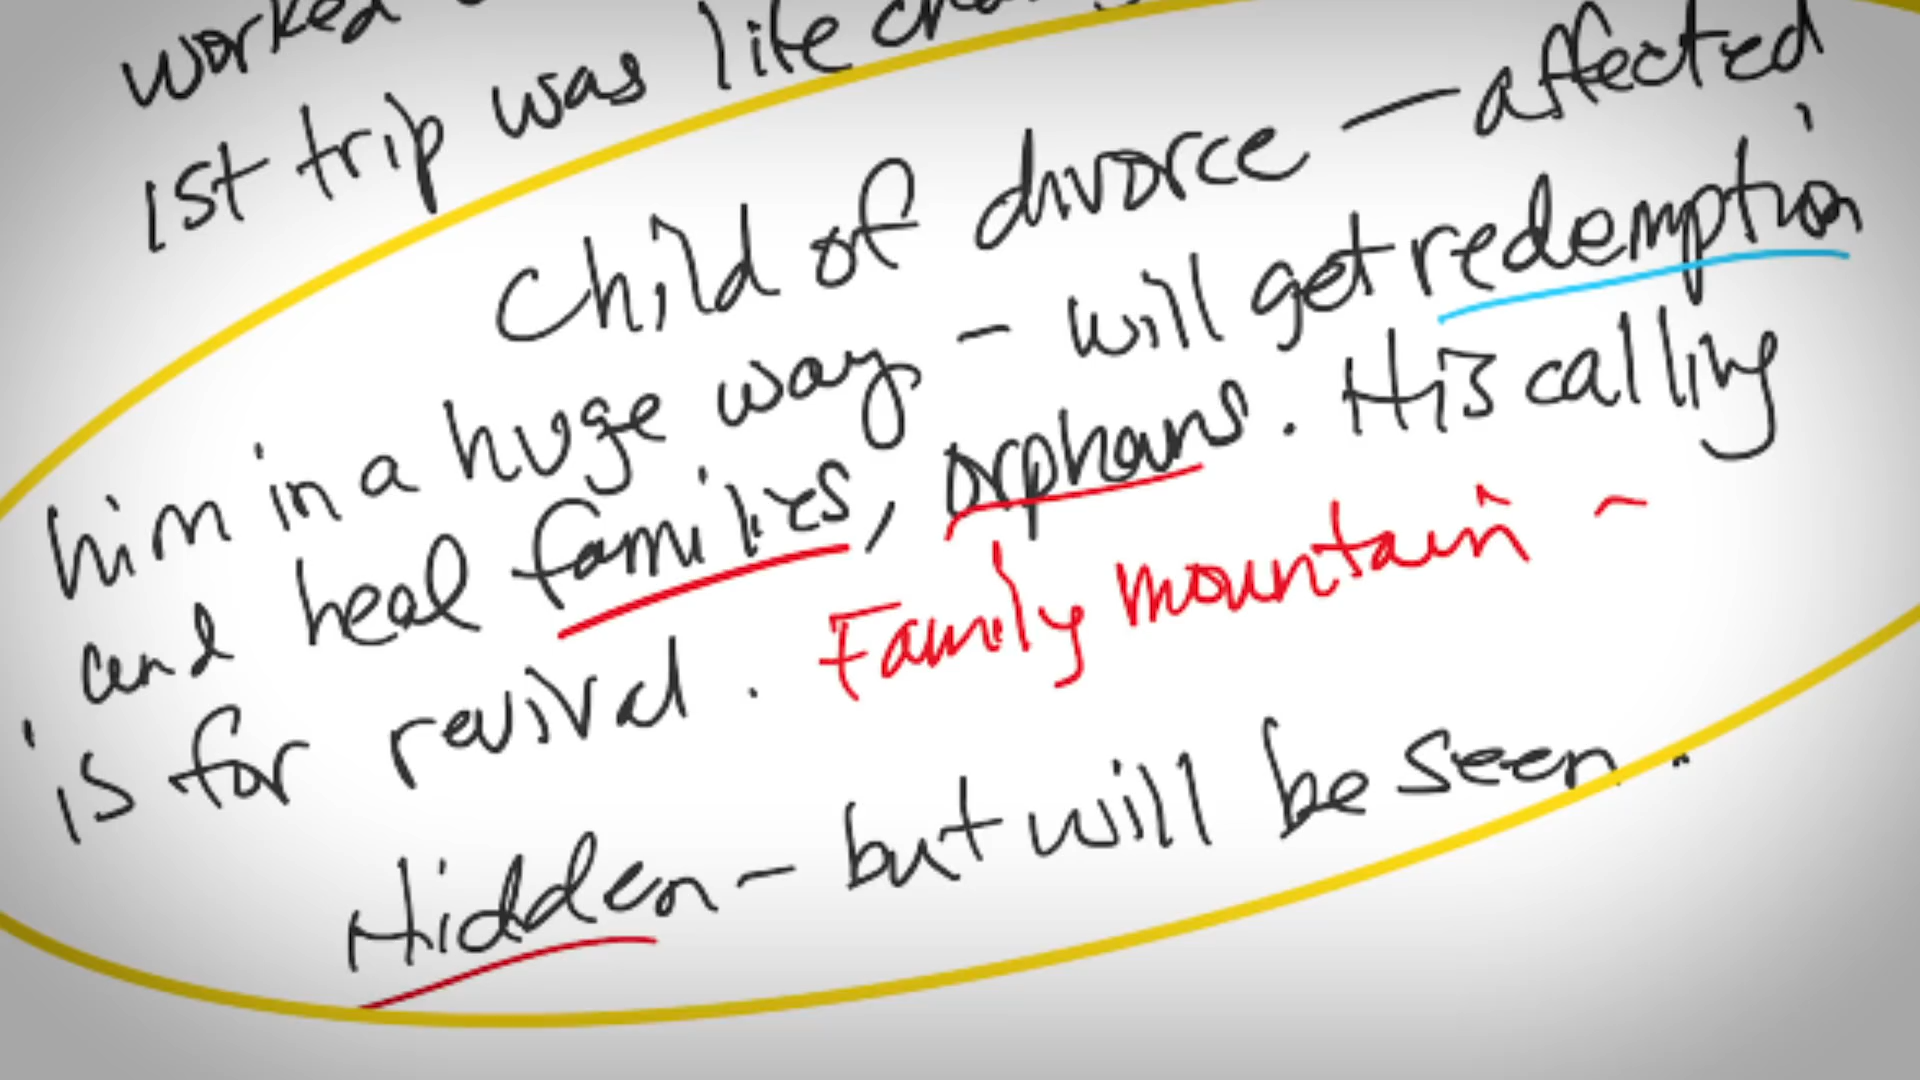 worked
1st trip was life
Child of divorce — affected
him in a huge way - will get redemption
and heal families, orphans. His calling
is for revival. Family mountain -
Hidden - but will be seen.